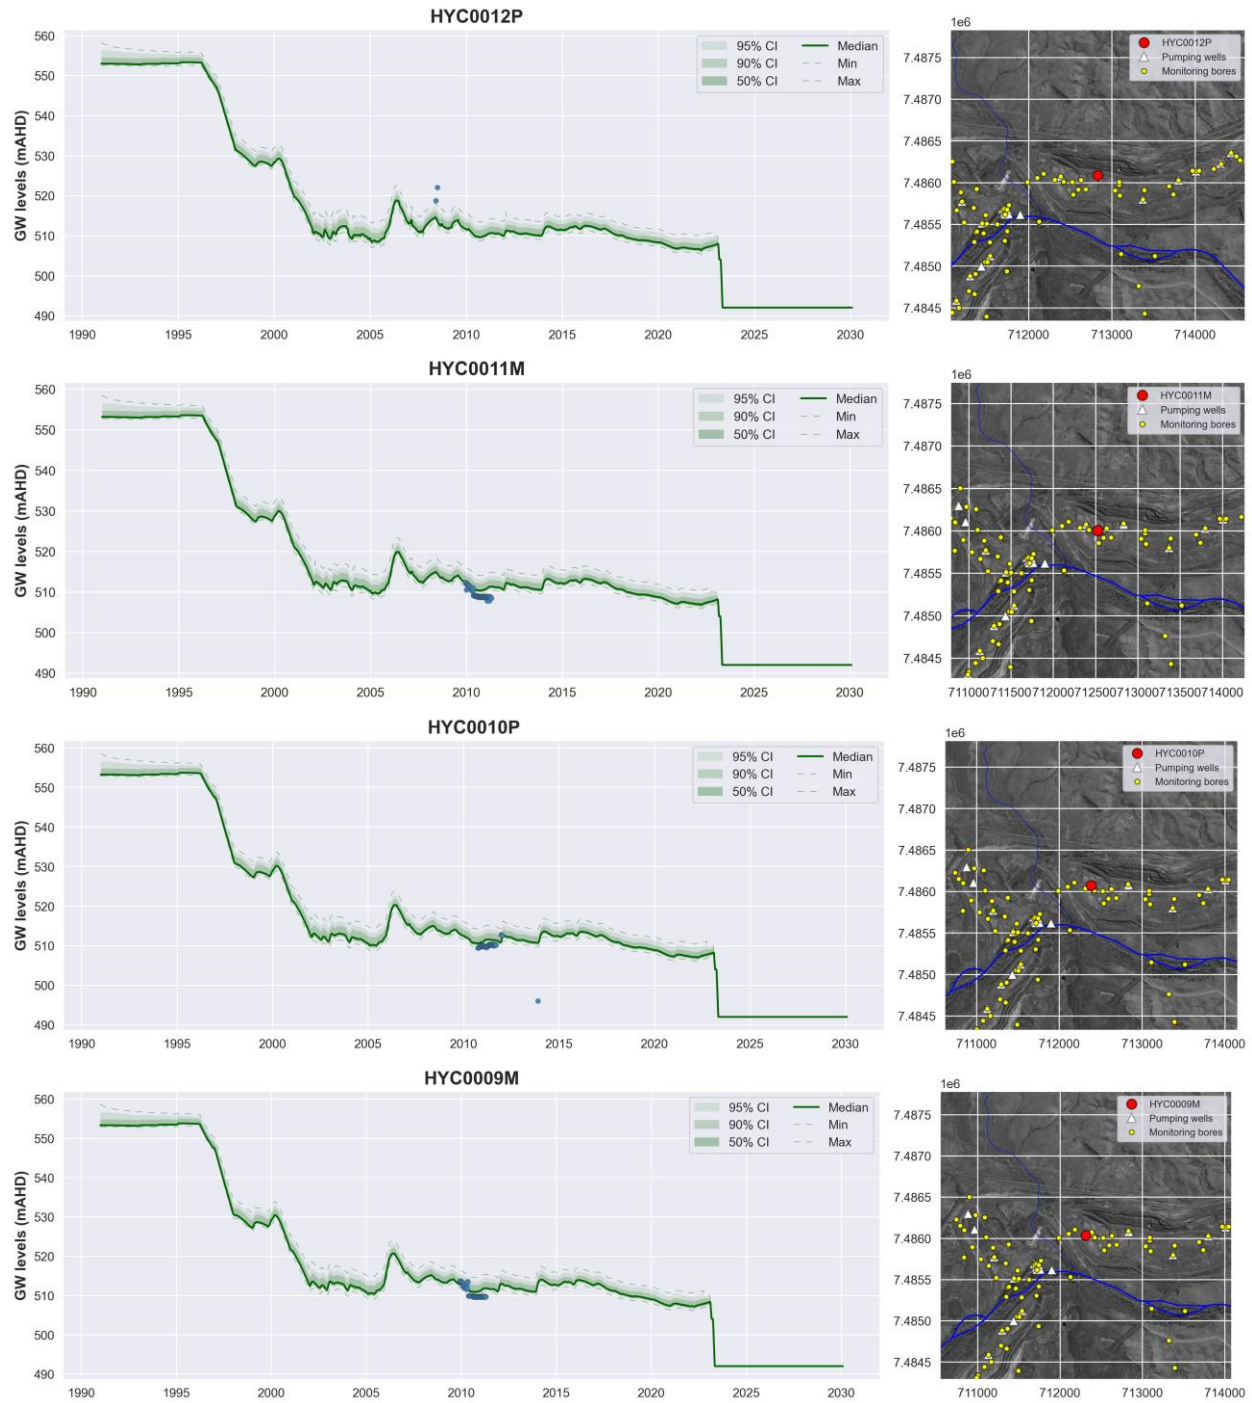 HYC0012P
GW levels (mAHD)
560
550
540
530
520
510
500
490
1990
1995
2000
2005
2010
2015
2020
2025
2030
95% CI
90% CI
50% CI
Median
Min
Max
1e6
7.4875
7.4870
7.4865
7.4860
7.4855
7.4850
7.4845
712000
713000
714000
HYC0012P
Pumping wells
Monitoring bores
HYC0011M
GW levels (mAHD)
560
550
540
530
520
510
500
490
1990
1995
2000
2005
2010
2015
2020
2025
2030
95% CI
90% CI
50% CI
Median
Min
Max
1e6
7.4875
7.4870
7.4865
7.4860
7.4855
7.4850
7.4845
711000
711500
712000
712500
713000
713500
714000
HYC0011M
Pumping wells
Monitoring bores
HYC0010P
GW levels (mAHD)
560
550
540
530
520
510
500
490
1990
1995
2000
2005
2010
2015
2020
2025
2030
95% CI
90% CI
50% CI
Median
Min
Max
1e6
7.4875
7.4870
7.4865
7.4860
7.4855
7.4850
7.4845
711000
712000
713000
714000
HYC0010P
Pumping wells
Monitoring bores
HYC0009M
GW levels (mAHD)
560
550
540
530
520
510
500
490
1990
1995
2000
2005
2010
2015
2020
2025
2030
95% CI
90% CI
50% CI
Median
Min
Max
1e6
7.4875
7.4870
7.4865
7.4860
7.4855
7.4850
7.4845
711000
712000
713000
714000
HYC0009M
Pumping wells
Monitoring bores